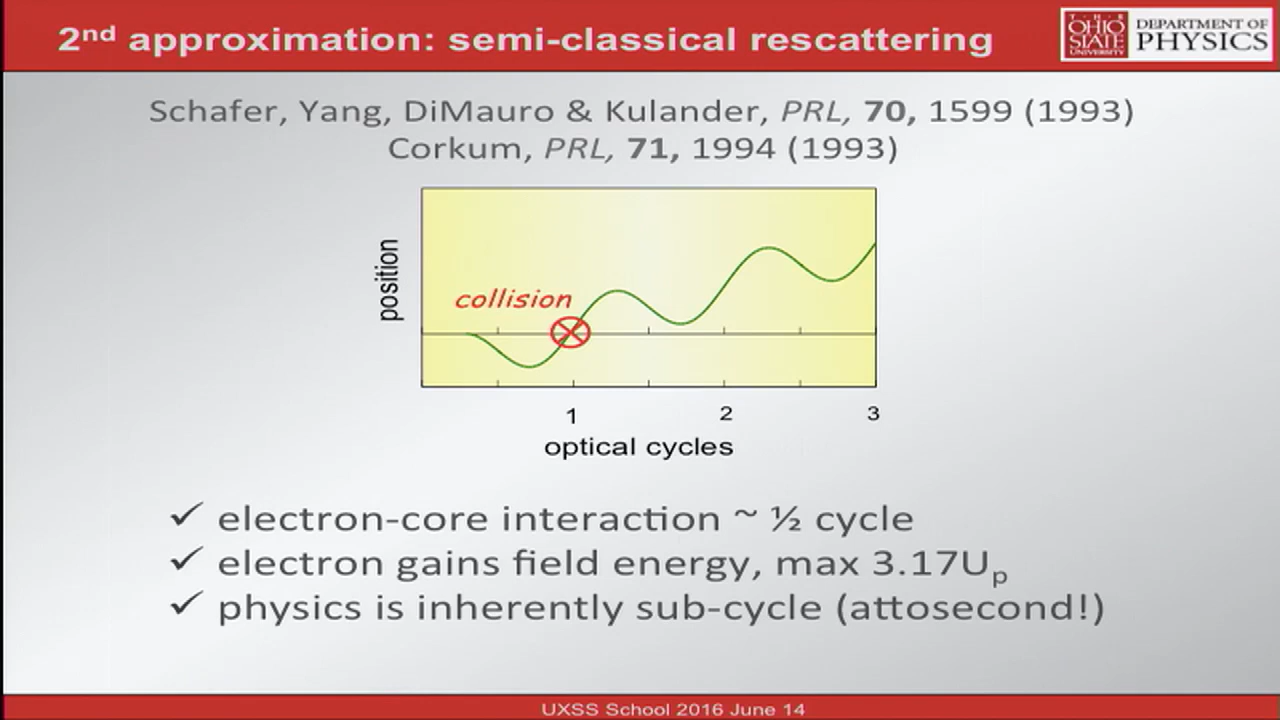 2nd approximation: semi-classical rescattering
THE
OHIO
STATE
UNIVERSITY
DEPARTMENT OF
PHYSICS
Schafer, Yang, DiMauro & Kulander, PRL, 70, 1599 (1993)
Corkum, PRL, 71, 1994 (1993)
position
collision
1 2 3
optical cycles
✓ electron-core interaction ~ ½ cycle
✓ electron gains field energy, max 3.17Up
✓ physics is inherently sub-cycle (attosecond!)
UXSS School 2016 June 14